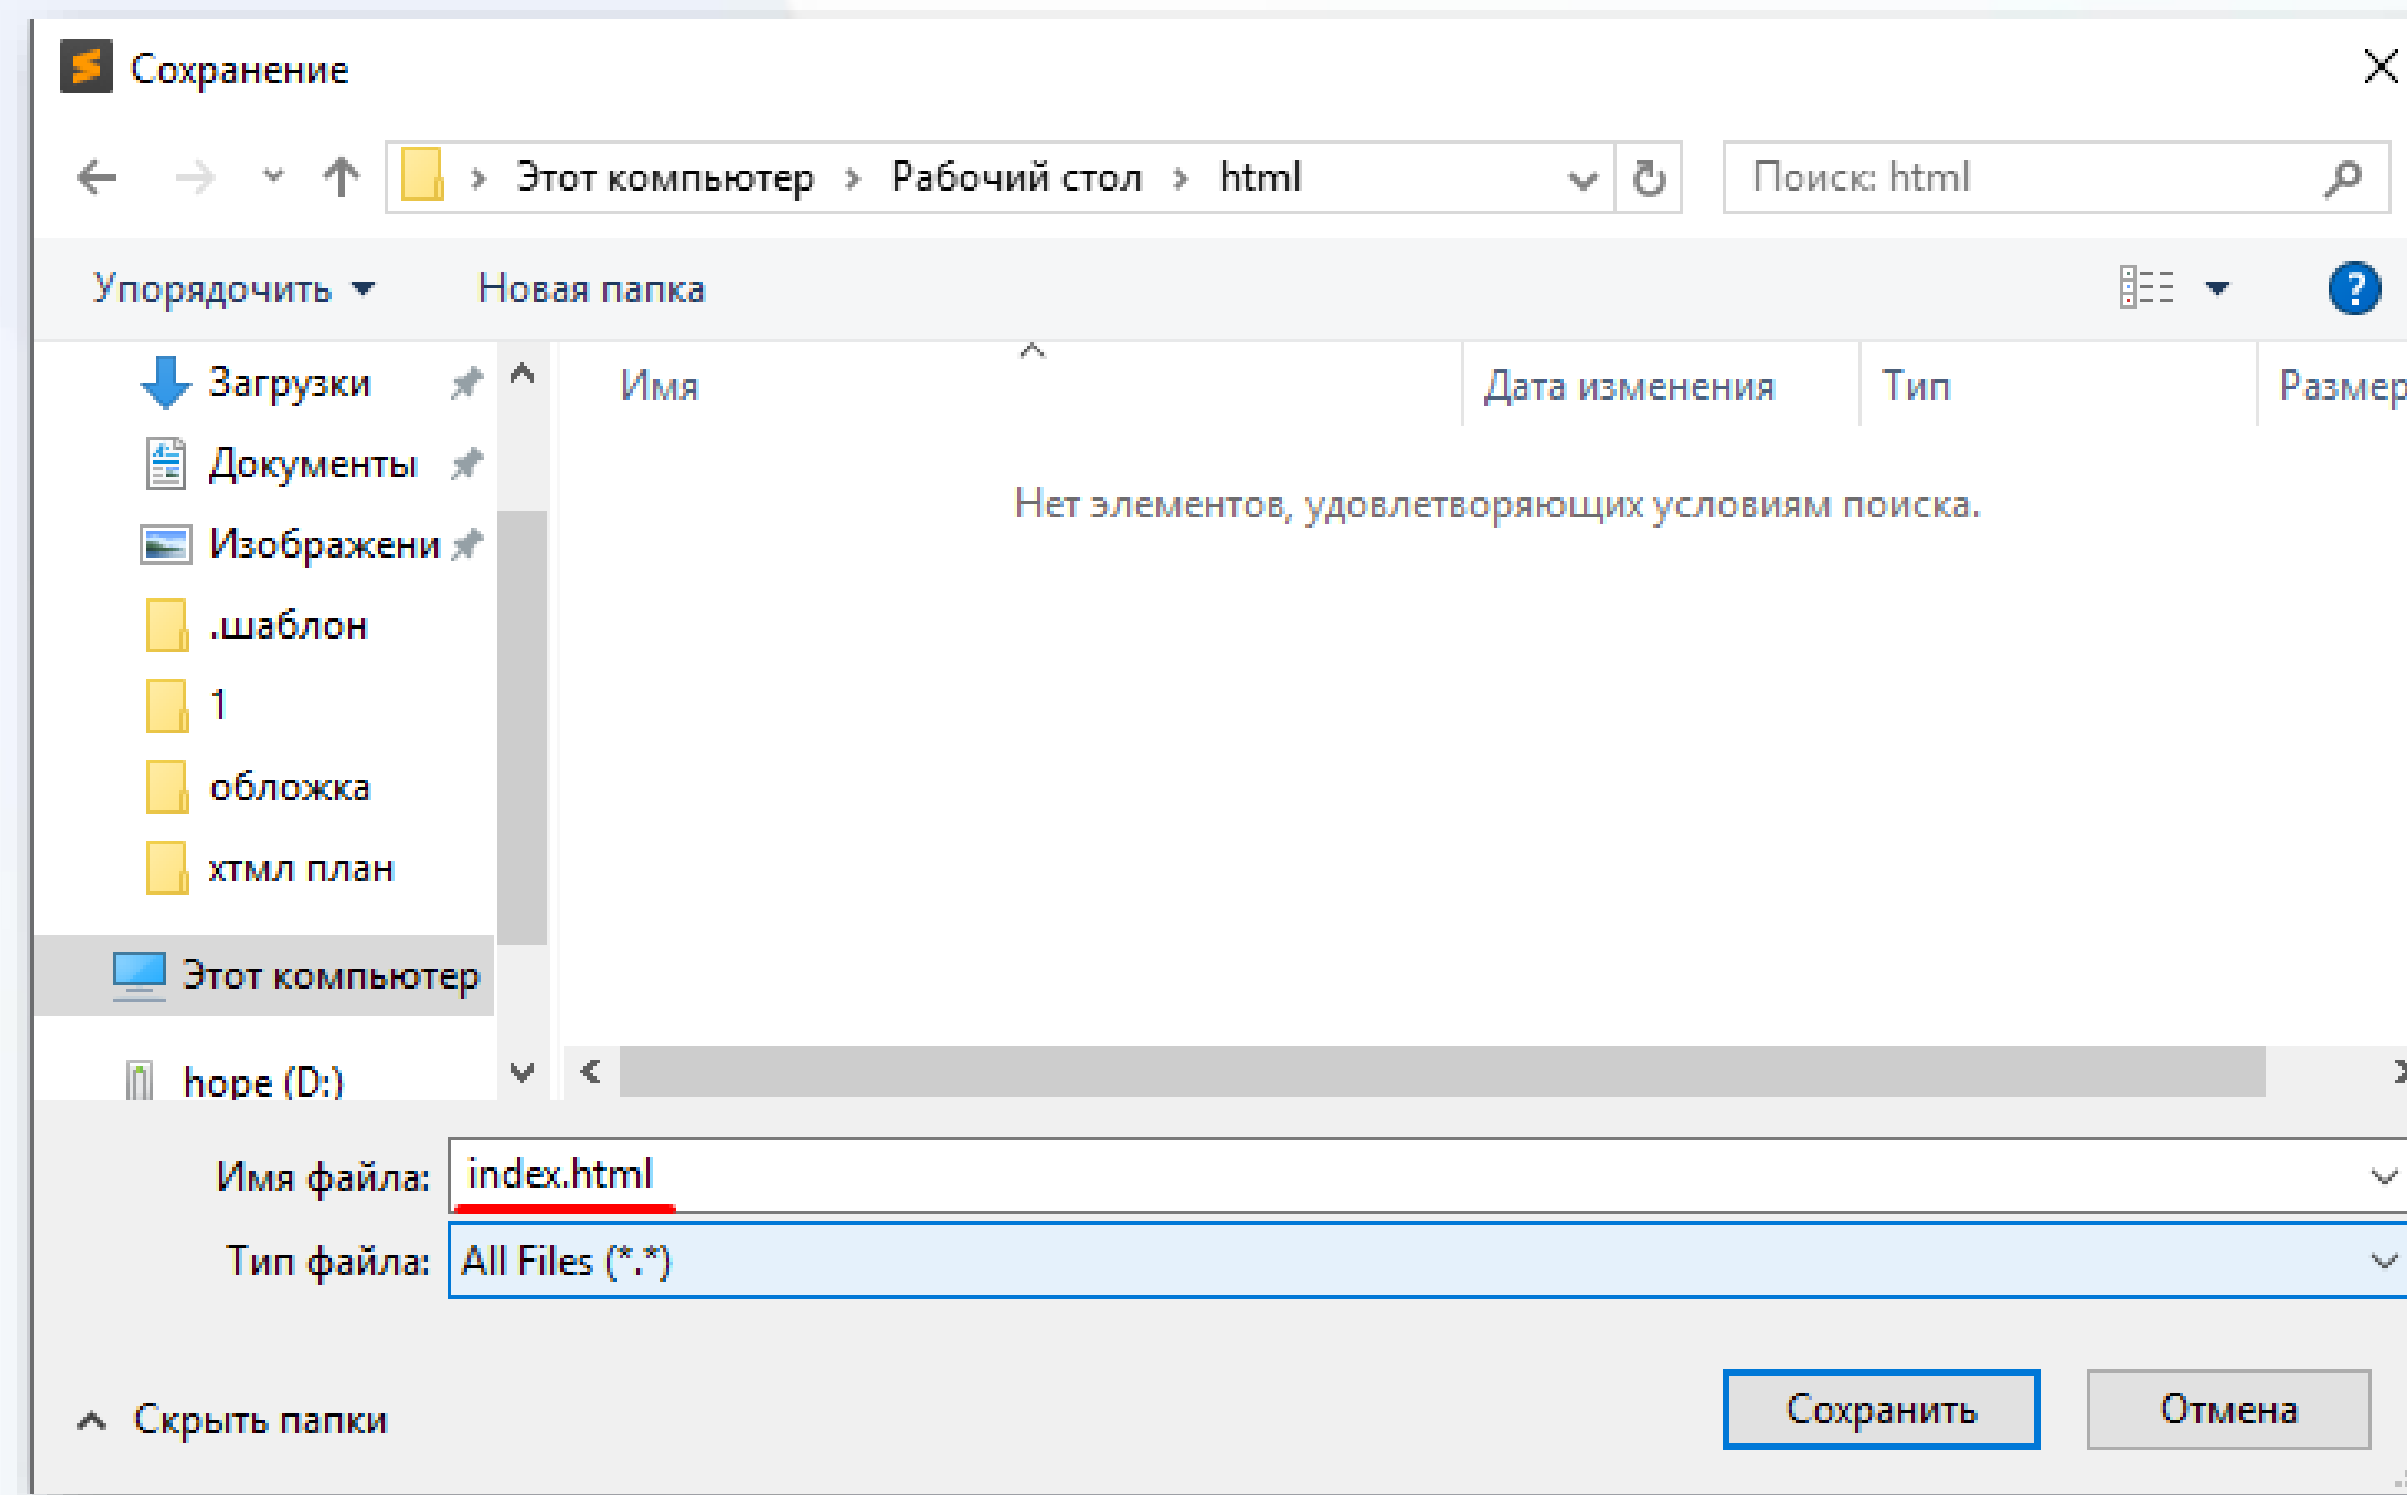 Сохранение
Этот компьютер › Рабочий стол › html
Поиск: html
Упорядочить
Новая папка
Имя
Дата изменения
Тип
Размер
Загрузки
Документы
Изображени
.шаблон
1
обложка
хтмл план
Этот компьютер
hope (D:)
Нет элементов, удовлетворяющих условиям поиска.
Имя файла: index.html
Тип файла: All Files (*.*)
Скрыть папки
Сохранить
Отмена